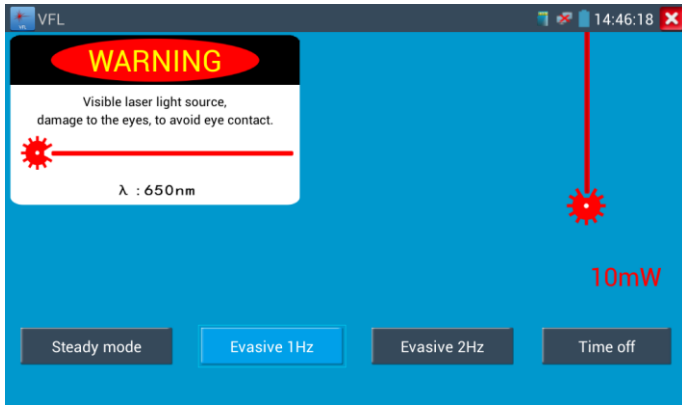 VFL
14:46:18
WARNING
Visible laser light source,
damage to the eyes, to avoid eye contact.
λ :650nm
10mW
Steady mode
Evasive 1Hz
Evasive 2Hz
Time off